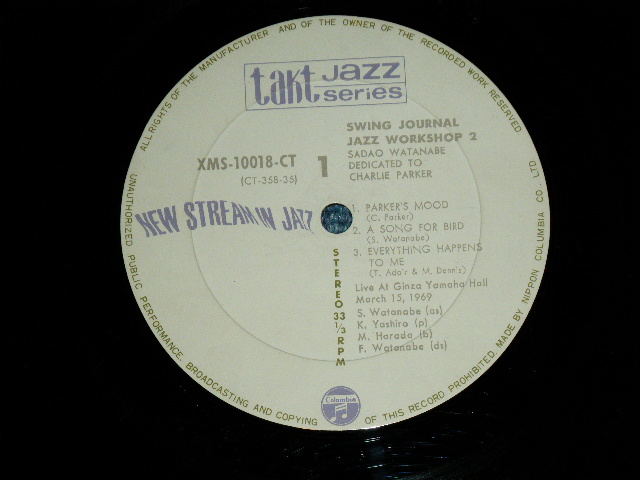 ALL RIGHTS OF THE MANUFACTURER AND OF THE OWNER OF THE RECORDED WORK RESERVED.
UNAUTHORIZED PUBLIC PERFORMANCE, BROADCASTING AND COPYING OF THIS RECORD PROHIBITED. MADE BY NIPPON COLUMBIA CO. LTD
takt jazz
series
SWING JOURNAL
JAZZ WORKSHOP 2
SADAO WATANABE
DEDICATED TO
CHARLIE PARKER
XMS-10018-CT
(CT-358-35)
1
NEW STREAM IN JAZZ
1. PARKER'S MOOD
(C. Parker)
2. A SONG FOR BIRD
(S. Watanabe)
3. EVERYTHING HAPPENS
TO ME
(T. Adair & M. Dennis)
Live At Ginza Yamaha Hall
March 15, 1969
S. Watanabe (as)
K. Yashiro (p)
M. Harada (b)
F. Watanabe (ds)
STEREO 33 1/3 RPM
Columbia